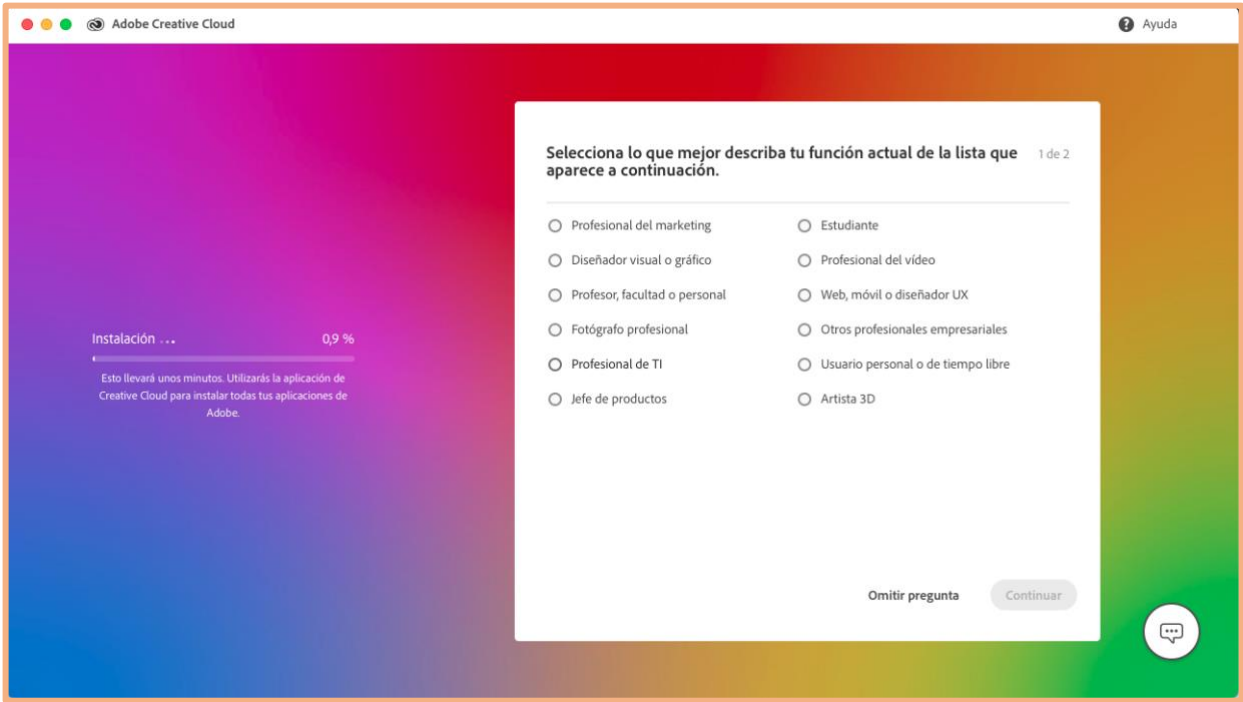 Adobe Creative Cloud
Ayuda
Selecciona lo que mejor describa tu función actual de la lista que
aparece a continuación.
1 de 2
Profesional del marketing
Estudiante
Diseñador visual o gráfico
Profesional del vídeo
Profesor, facultad o personal
Web, móvil o diseñador UX
Fotógrafo profesional
Otros profesionales empresariales
Profesional de TI
Usuario personal o de tiempo libre
Jefe de productos
Artista 3D
Instalación ...
0,9 %
Esto llevará unos minutos. Utilizarás la aplicación de
Creative Cloud para instalar todas tus aplicaciones de
Adobe.
Omitir pregunta
Continuar